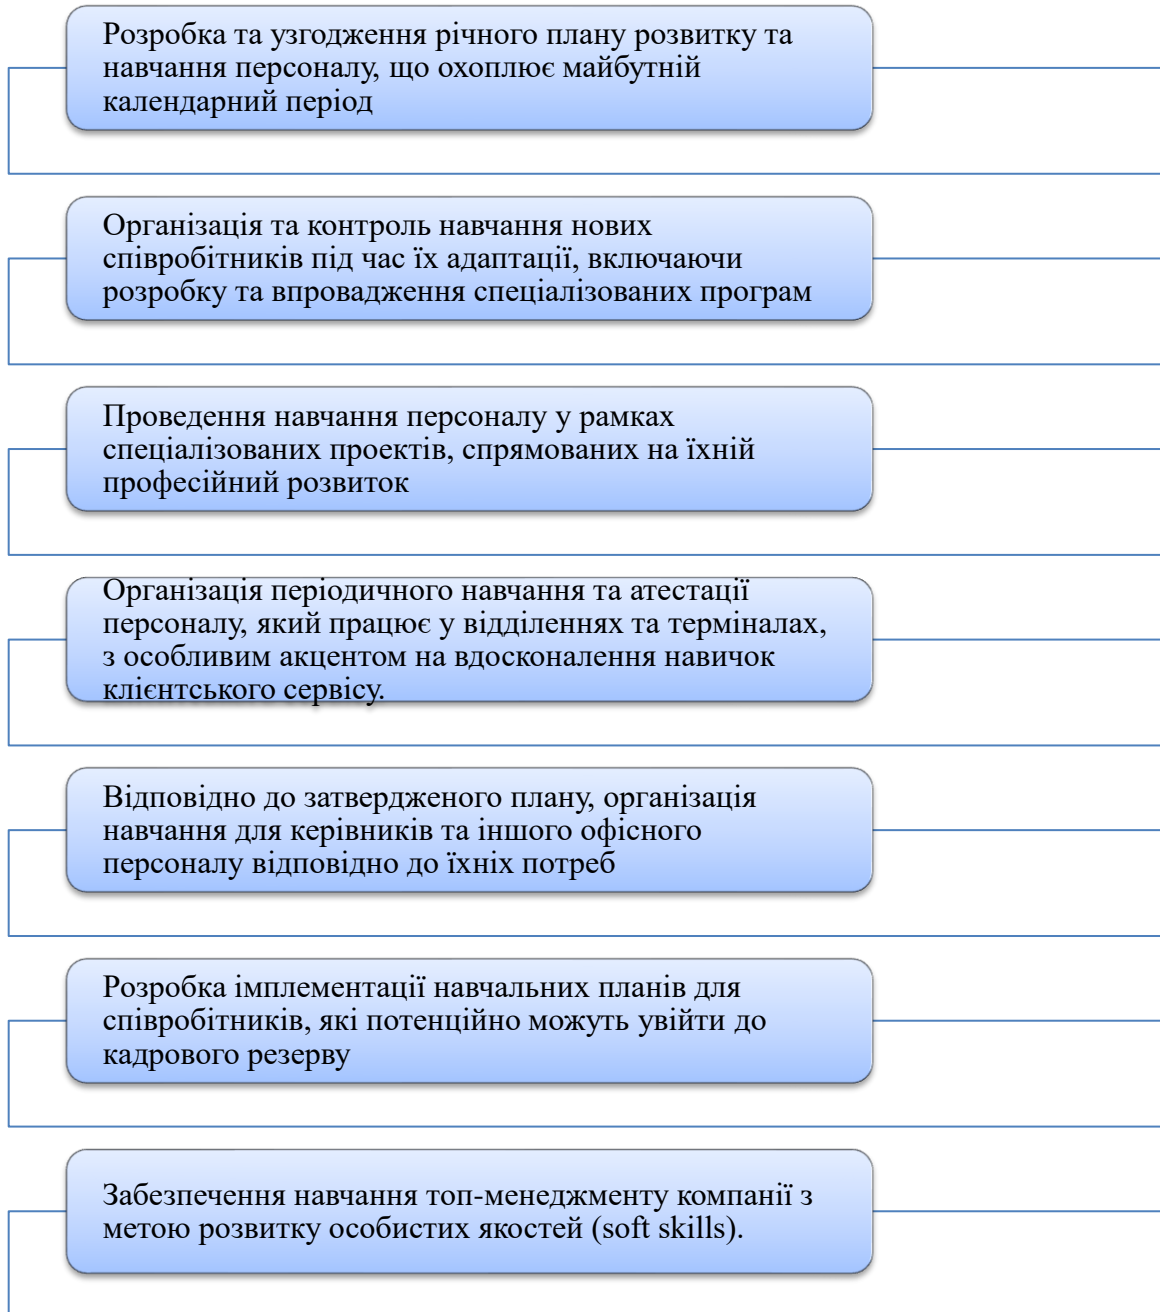 Розробка та узгодження річного плану розвитку та
навчання персоналу, що охоплює майбутній
календарний період
Організація та контроль навчання нових
співробітників під час їх адаптації, включаючи
розробку та впровадження спеціалізованих програм
Проведення навчання персоналу у рамках
спеціалізованих проектів, спрямованих на їхній
професійний розвиток
Організація періодичного навчання та атестації
персоналу, який працює у відділеннях та терміналах,
з особливим акцентом на вдосконалення навичок
клієнтського сервісу.
Відповідно до затвердженого плану, організація
навчання для керівників та іншого офісного
персоналу відповідно до їхніх потреб
Розробка імплементації навчальних планів для
співробітників, які потенційно можуть увійти до
кадрового резерву
Забезпечення навчання топ-менеджменту компанії з
метою розвитку особистих якостей (soft skills).